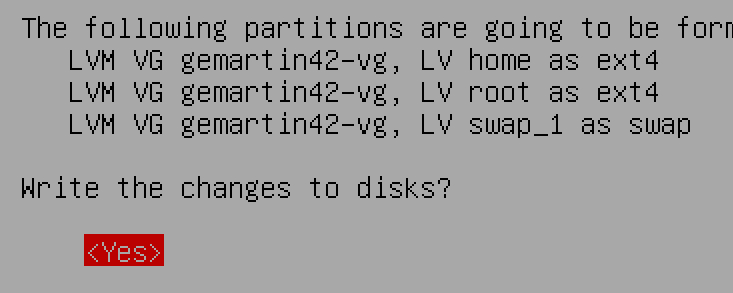 The following partitions are going to be
LVM VG gemartin42-vg, LV home as ext4
LVM VG gemartin42-vg, LV root as ext4
LVM VG gemartin42-vg, LV swap_1 as swap
Write the changes to disks?
<Yes>